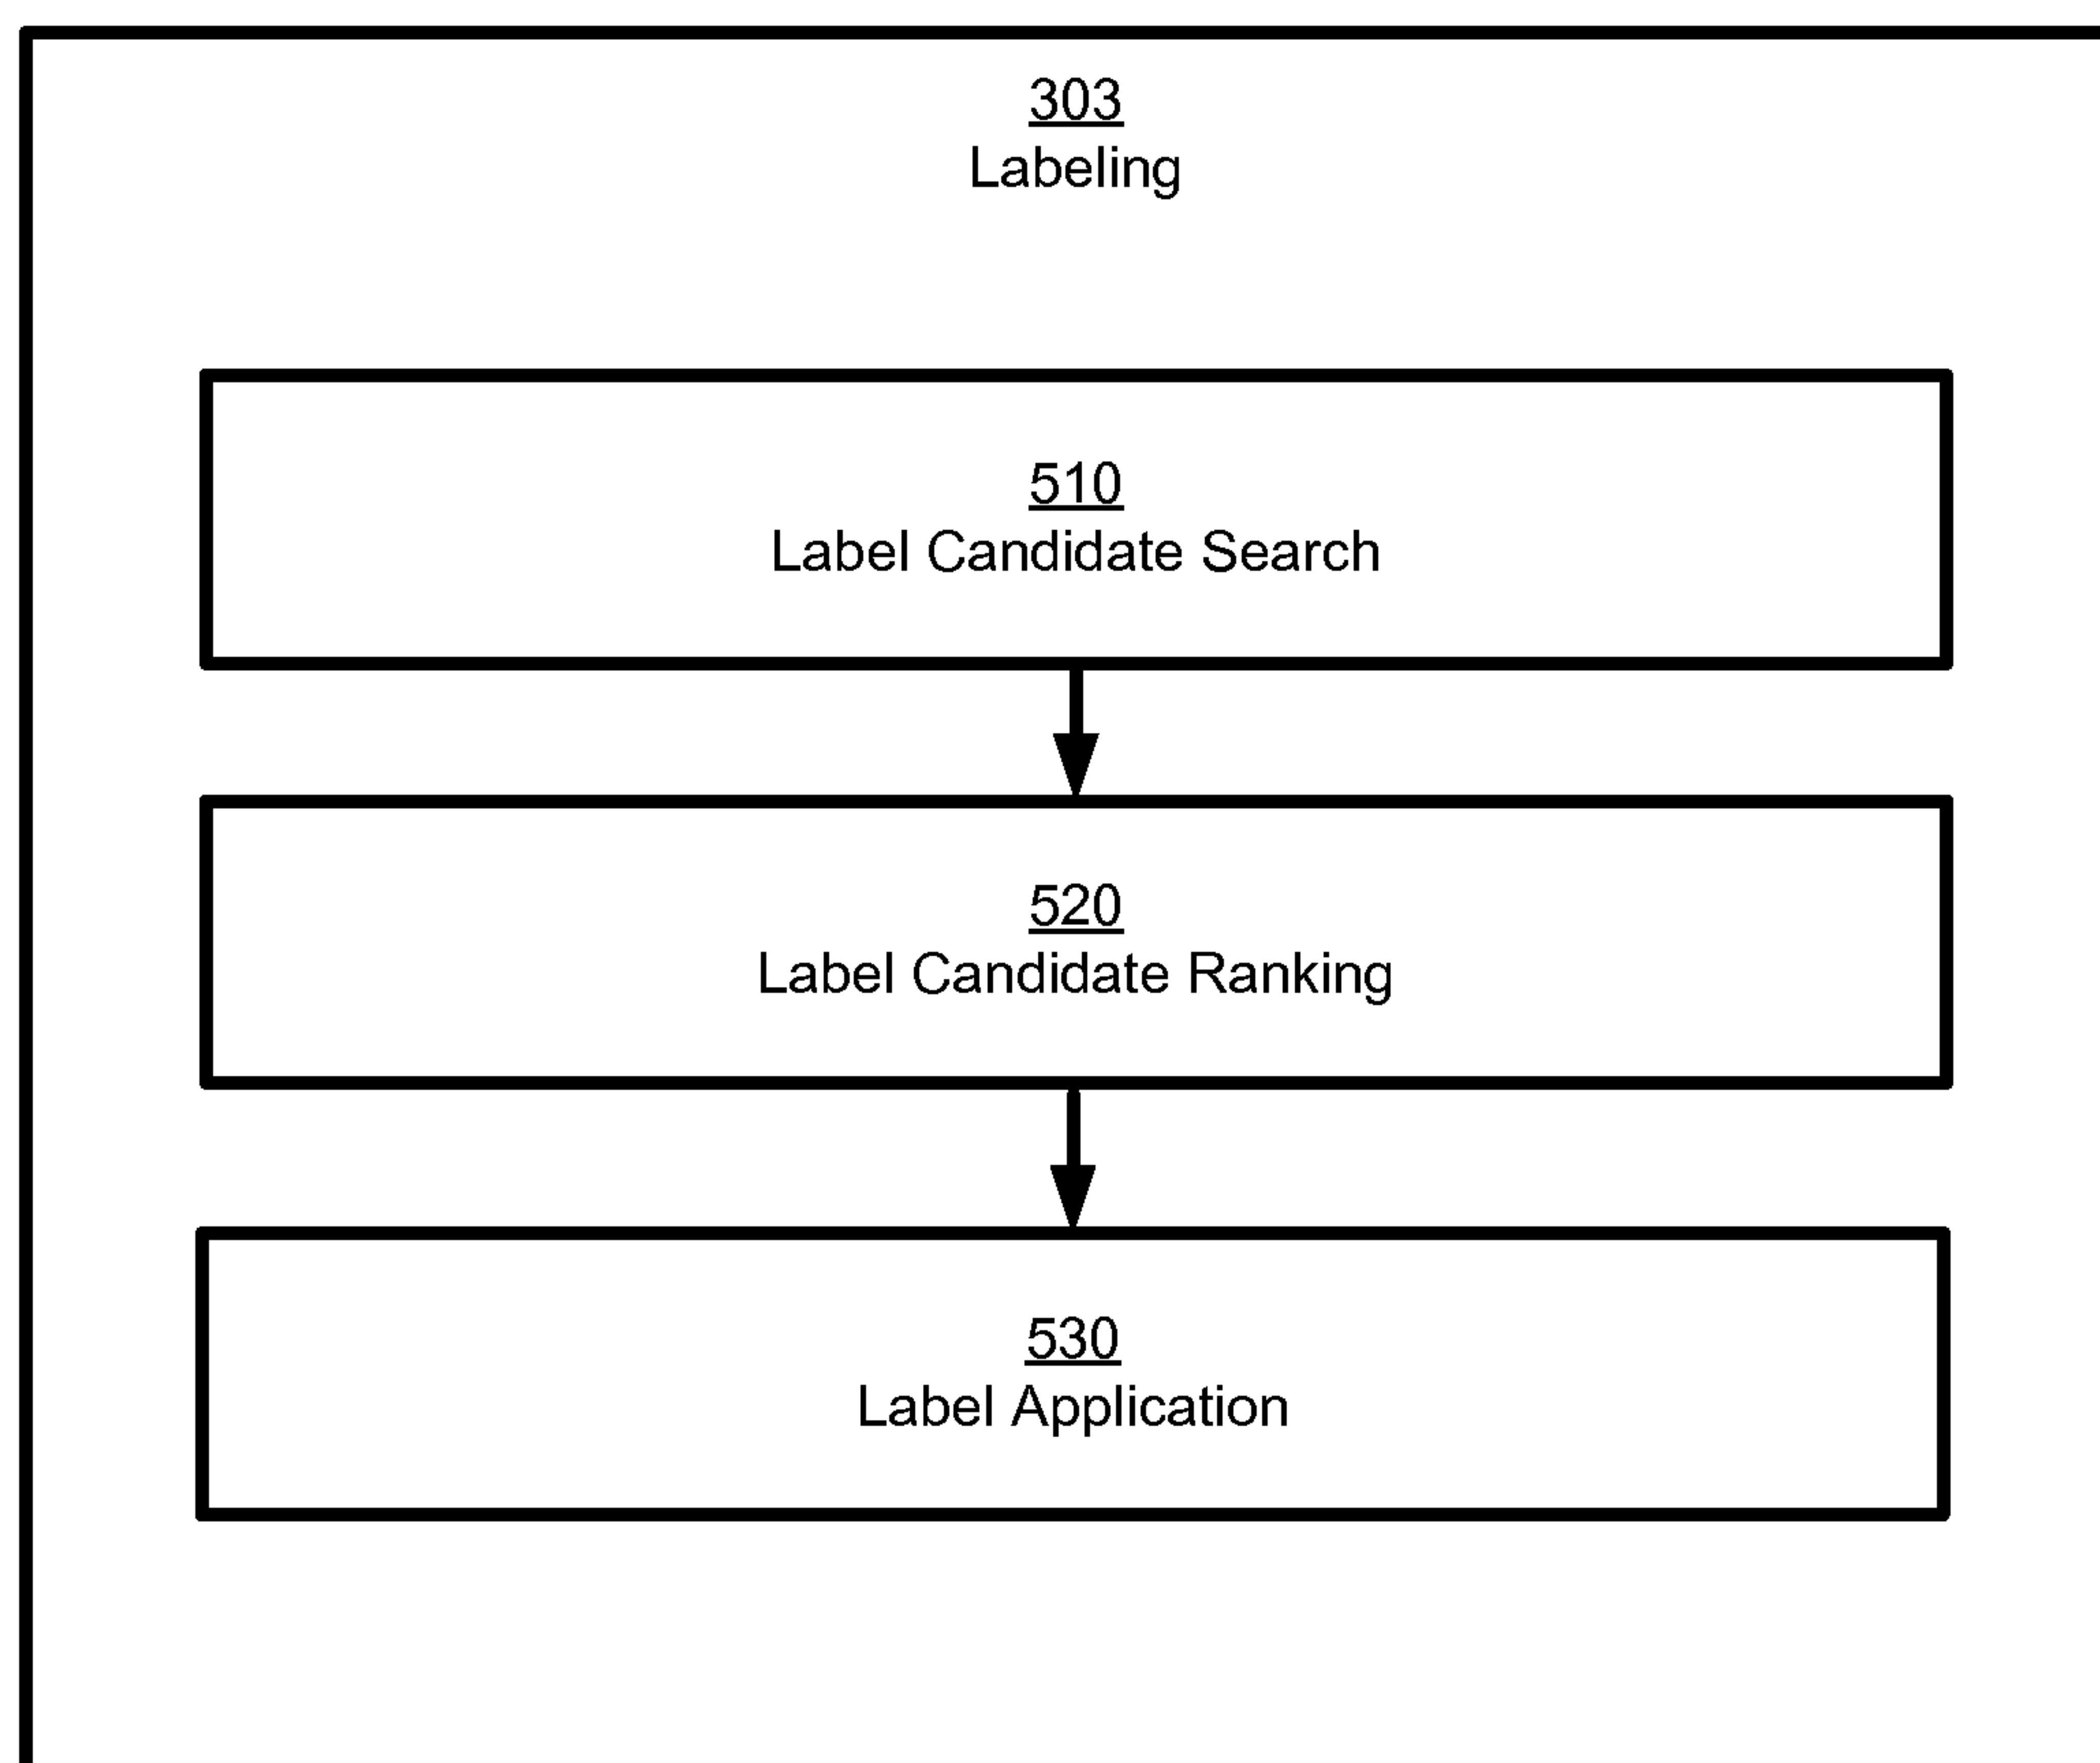 303
Labeling
510
Label Candidate Search
520
Label Candidate Ranking
530
Label Application